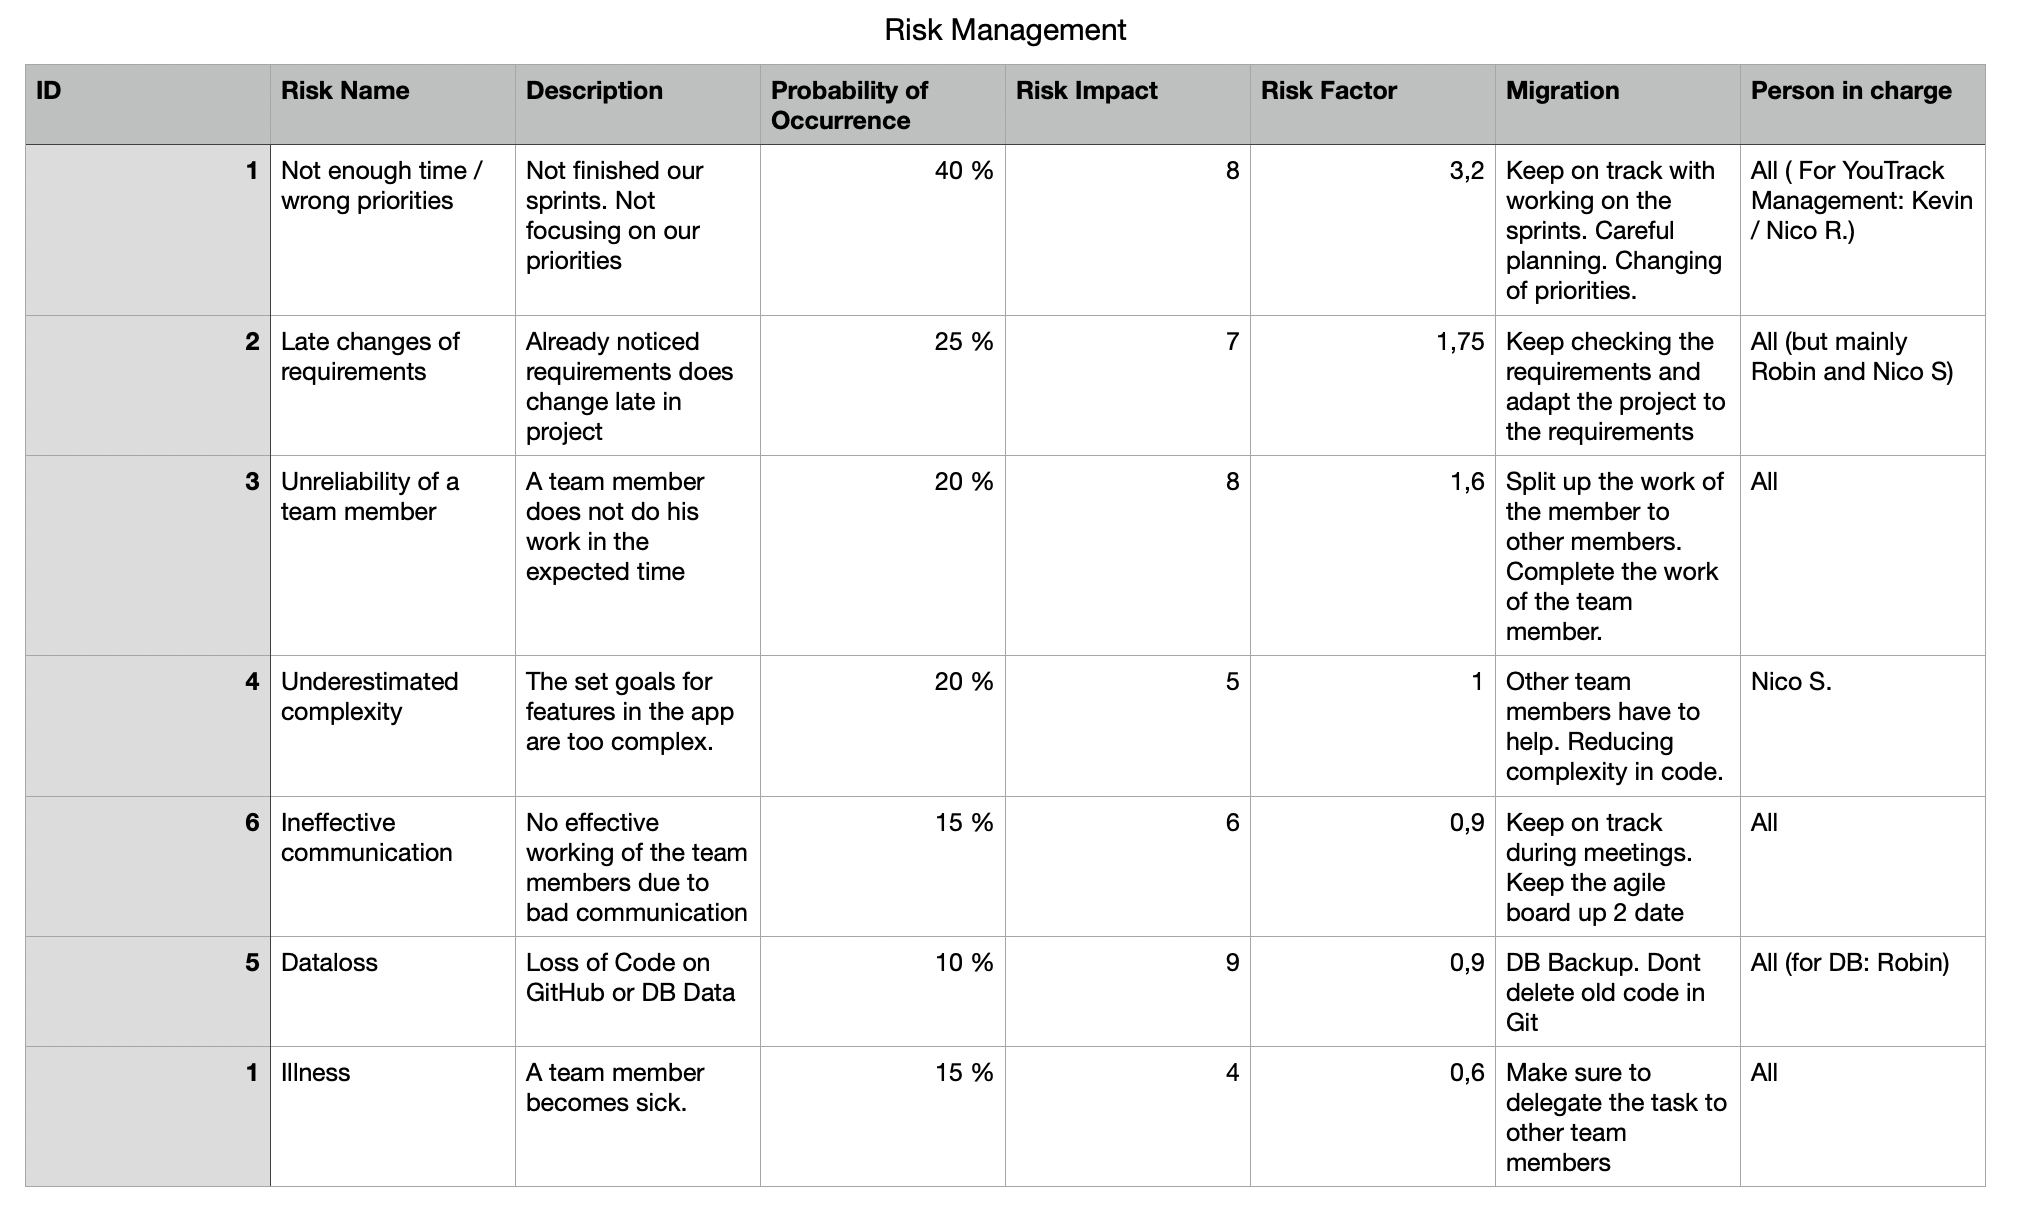 Risk Management
ID Risk Name Description Probability of Occurrence Risk Impact Risk Factor Migration Person in charge
1 Not enough time / wrong priorities Not finished our sprints. Not focusing on our priorities 40 % 8 3,2 Keep on track with working on the sprints. Careful planning. Changing of priorities. All ( For YouTrack Management: Kevin / Nico R.)
2 Late changes of requirements Already noticed requirements does change late in project 25 % 7 1,75 Keep checking the requirements and adapt the project to the requirements All (but mainly Robin and Nico S)
3 Unreliability of a team member A team member does not do his work in the expected time 20 % 8 1,6 Split up the work of the member to other members. Complete the work of the team member. All
4 Underestimated complexity The set goals for features in the app are too complex. 20 % 5 1 Other team members have to help. Reducing complexity in code. Nico S.
6 Ineffective communication No effective working of the team members due to bad communication 15 % 6 0,9 Keep on track during meetings. Keep the agile board up 2 date All
5 Dataloss Loss of Code on GitHub or DB Data 10 % 9 0,9 DB Backup. Dont delete old code in Git All (for DB: Robin)
1 Illness A team member becomes sick. 15 % 4 0,6 Make sure to delegate the task to other team members All